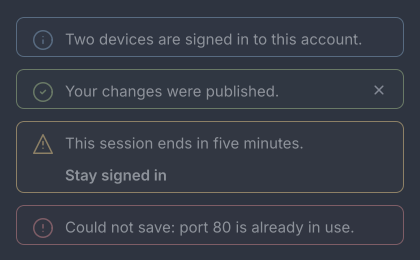 Two devices are signed in to this account.
Your changes were published.
This session ends in five minutes.
Stay signed in
Could not save: port 80 is already in use.